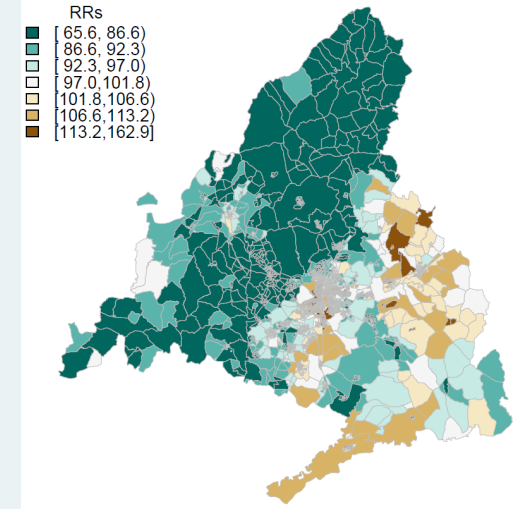 RRs
[ 65.6, 86.6)
[ 86.6, 92.3)
[ 92.3, 97.0)
[ 97.0,101.8)
[101.8,106.6)
[106.6,113.2)
[113.2,162.9]